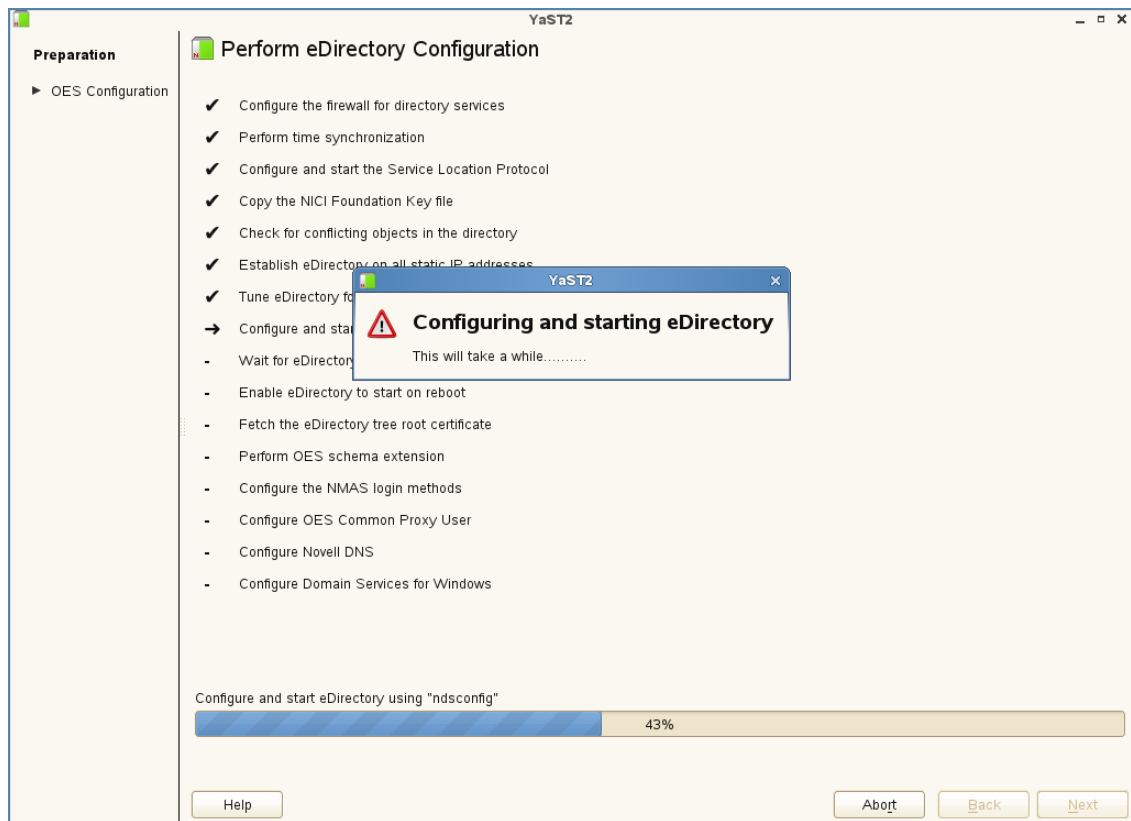 YaST2
Preparation
OES Configuration
Perform eDirectory Configuration
Configure the firewall for directory services
Perform time synchronization
Configure and start the Service Location Protocol
Copy the NICI Foundation Key file
Check for conflicting objects in the directory
Establish eDirectory on all static IP addresses
Tune eDirectory fo
Configure and star
Wait for eDirectory
Enable eDirectory to start on reboot
Fetch the eDirectory tree root certificate
Perform OES schema extension
Configure the NMAS login methods
Configure OES Common Proxy User
Configure Novell DNS
Configure Domain Services for Windows
YaST2
Configuring and starting eDirectory
This will take a while..........
Configure and start eDirectory using "ndsconfig"
43%
Help
Abort
Back
Next